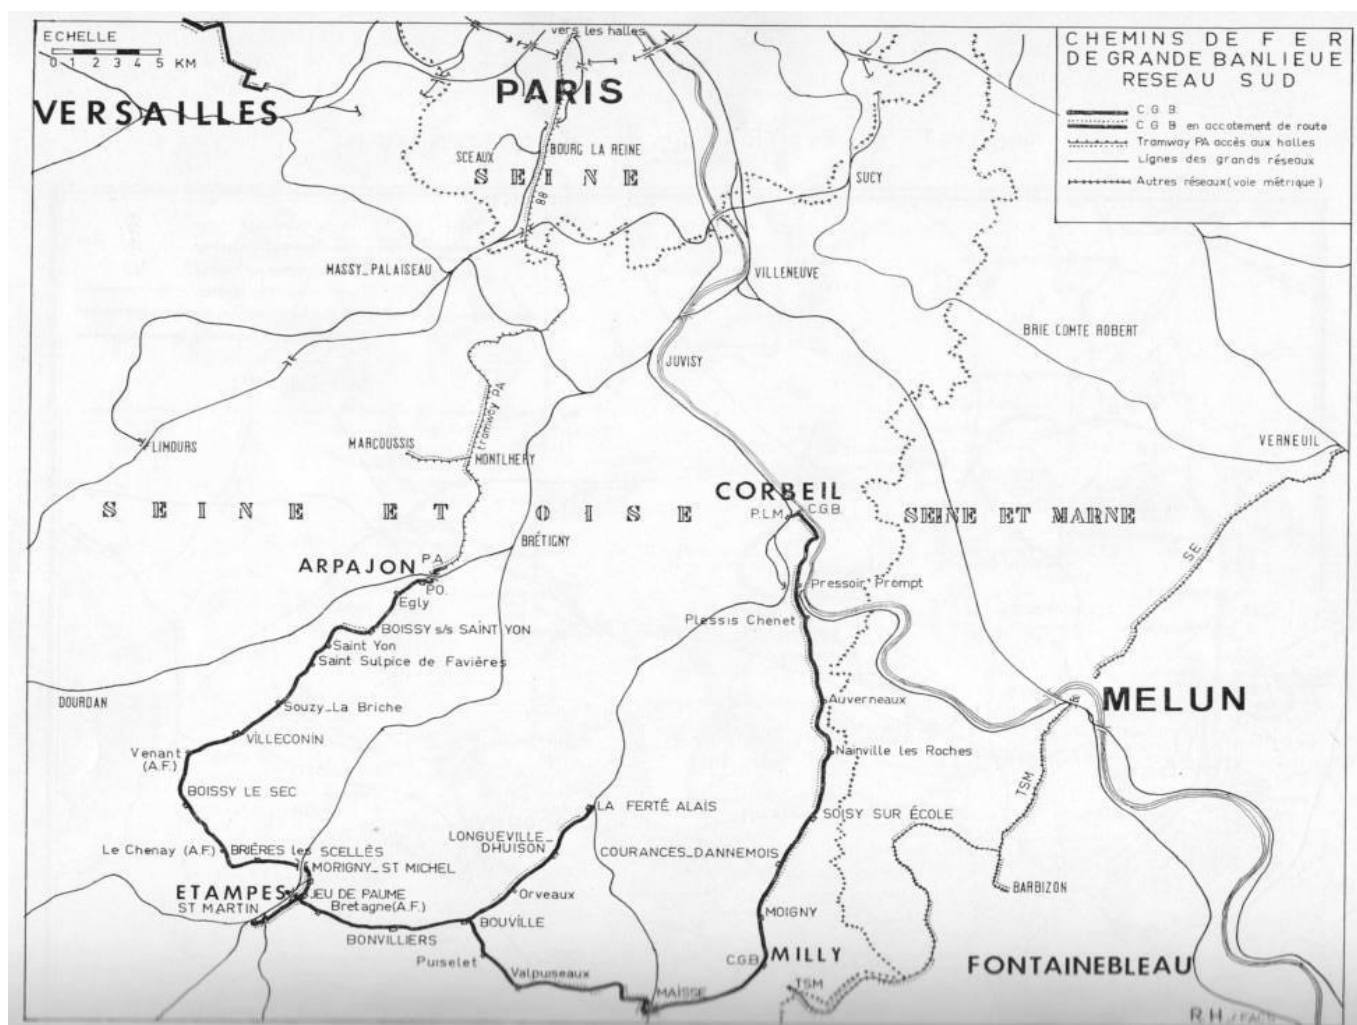 ECHELLE
0 1 2 3 4 5 KM
vers les halles
CHEMINS DE FER
DE GRANDE BANLIEUE
RESEAU SUD
C.G.B.
C G B en accotement de route
Tramway PA accès aux halles
Lignes des grands réseaux
Autres réseaux (voie métrique)
VERSAILLES
PARIS
SCEAUX
BOURG LA REINE
SEINE
88
SUCY
MASSY_PALAISEAU
VILLENEUVE
BRIE COMTE ROBERT
JUVISY
Tramway PA
LIMOURS
MARCOUSSIS
MONTLHERY
VERNEUIL
SEINE ET OISE
CORBEIL
P.L.M.
C.G.B.
SEINE ET MARNE
BRÉTIGNY
SE
ARPAJON
P.A.
P.O.
Egly
Pressoir Prompt
Plessis Chenet
BOISSY s/s SAINT YON
Saint Yon
Saint Sulpice de Favières
DOURDAN
Souzy_La Briche
Auverneaux
MELUN
VILLECONIN
Venant
(A.F.)
Nainville les Roches
TSM
BOISSY LE SEC
LA FERTÉ ALAIS
SOISY SUR ÉCOLE
LONGUEVILLE_
DHUISON
Le Chenay (A.F.)
BRIÈRES les SCELLÉS
COURANCES_DANNEMOIS
MORIGNY_ST MICHEL
ETAMPES
JEU DE PAUME
Orveaux
BARBIZON
ST MARTIN
Bretagne (A.F.)
BOUVILLE
MOIGNY
BONVILLIERS
Puiselet
C.G.B.
MILLY
FONTAINEBLEAU
Valpuiseaux
MAÏSSE
TSM